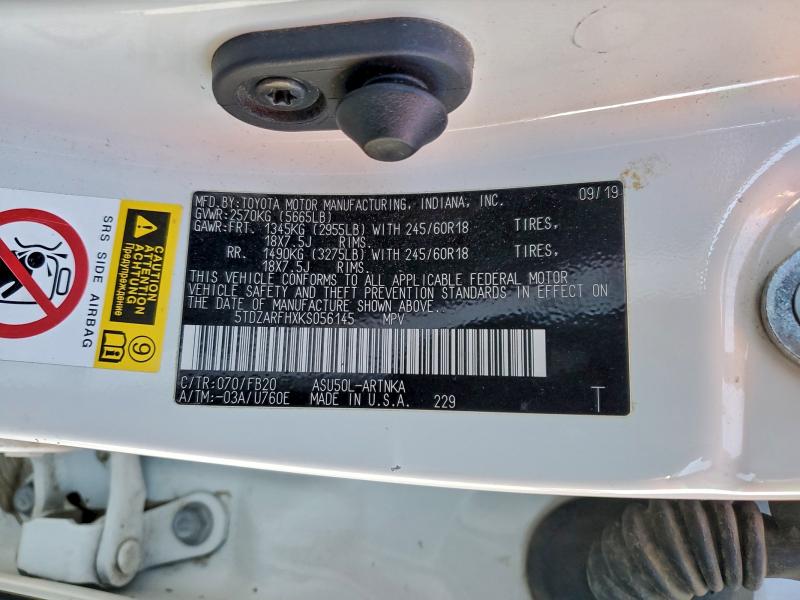 MFD.BY:TOYOTA MOTOR MANUFACTURING, INDIANA, INC. 09/19
GVWR:2570KG (5665LB)
GAWR:FRT. 1345KG (2955LB) WITH 245/60R18 TIRES,
18X7.5J RIMS.
RR. 1490KG (3275LB) WITH 245/60R18 TIRES,
18X7.5J RIMS.
THIS VEHICLE CONFORMS TO ALL APPLICABLE FEDERAL MOTOR
VEHICLE SAFETY AND THEFT PREVENTION STANDARDS IN EFFECT ON
THE DATE OF MANUFACTURE SHOWN ABOVE.
5TDZARFHXKS056145 MPV
C/TR:070/FB20 ASU50L-ARTNKA
A/TM:-03A/U760E MADE IN U.S.A. 229 T
SRS SIDE AIRBAG
CAUTION
ATTENTION
ACHTUNG
Предупреждение
9